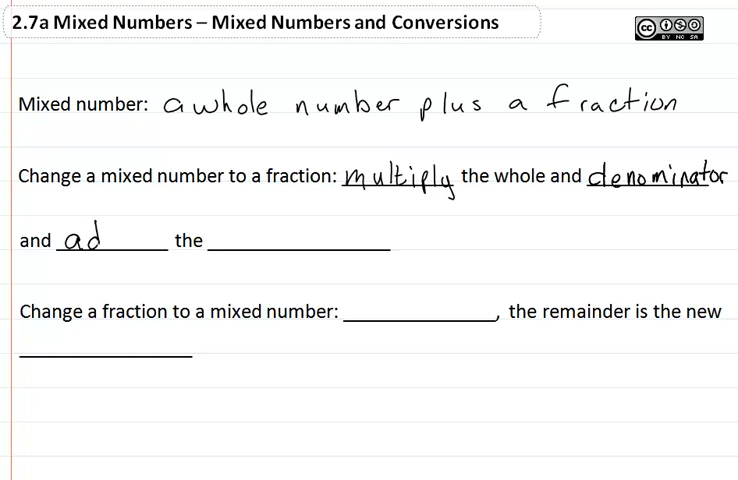 2.7a Mixed Numbers – Mixed Numbers and Conversions
cc BY NC SA
Mixed number: a whole number plus a fraction
Change a mixed number to a fraction: multiply the whole and denominator
and ad the
Change a fraction to a mixed number: , the remainder is the new